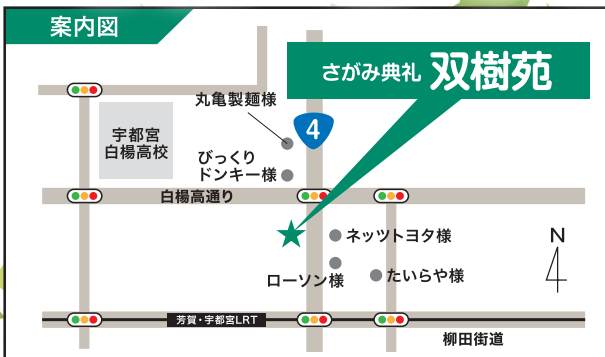 案内図
さがみ典礼 双樹苑
丸亀製麺様
4
宇都宮
白楊高校
びっくり
ドンキー様
白楊高通り
ネッツトヨタ様
N
ローソン様
たいらや様
芳賀・宇都宮LRT
柳田街道